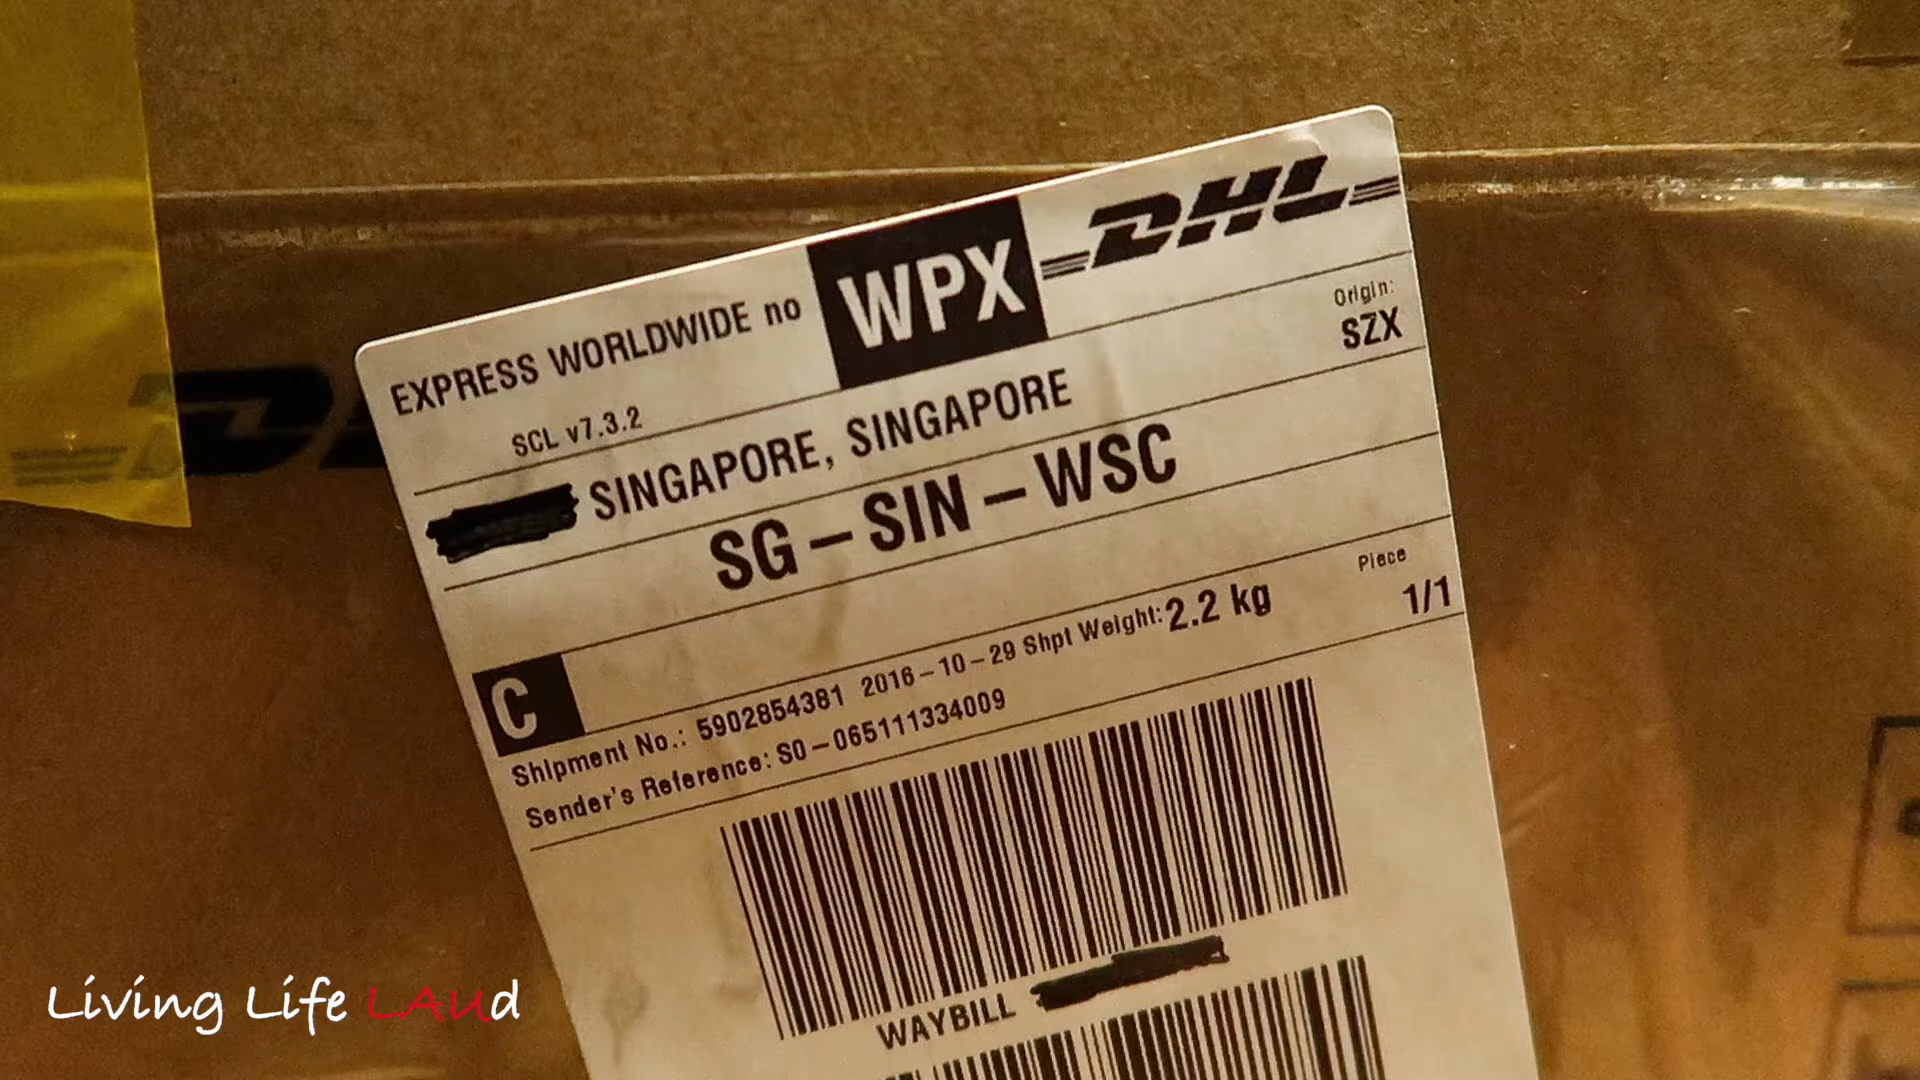 EXPRESS WORLDWIDE no
WPX
DHL
SCL v7.3.2
Origin:
SZX
SINGAPORE, SINGAPORE
SG – SIN – WSC
C
Piece
1/1
Shipment No.: 5902854381 2016–10–29 Shpt Weight: 2.2 kg
Sender's Reference: S0–065111334009
WAYBILL
Living Life LAUd